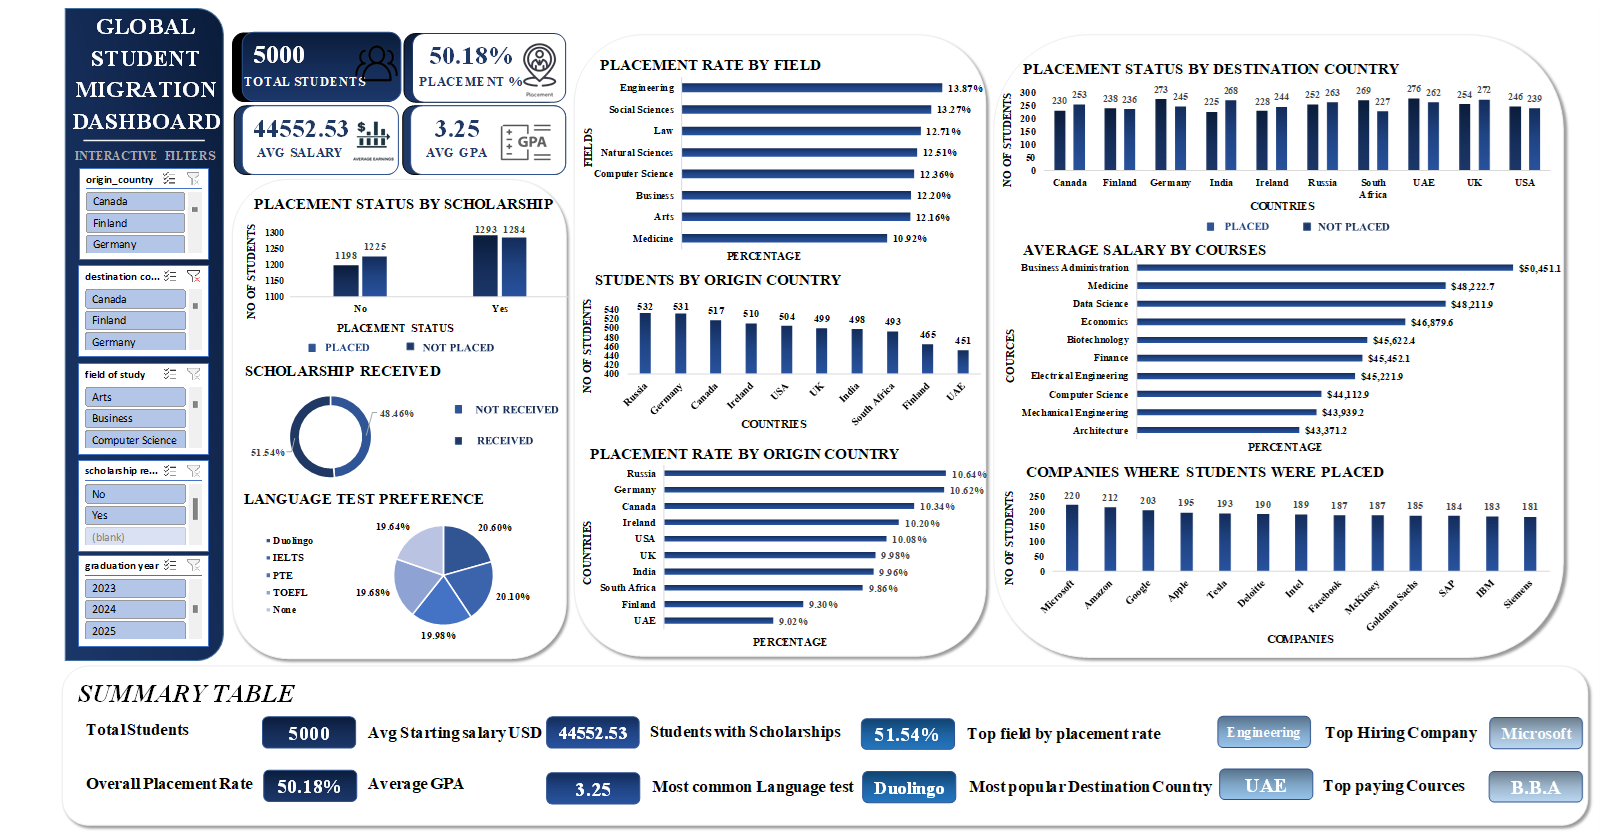 GLOBAL
STUDENT
MIGRATION
DASHBOARD
INTERACTIVE FILTERS
origin_country
Canada
Finland
Germany
destination co...
Canada
Finland
Germany
field of study
Arts
Business
Computer Science
scholarship re...
No
Yes
(blank)
graduation year
2023
2024
2025
5000
TOTAL STUDENTS
50.18%
PLACEMENT %
Placement
44552.53
AVG SALARY
AVERAGE EARNINGS
3.25
AVG GPA
GPA
PLACEMENT STATUS BY SCHOLARSHIP
NO OF STUDENTS
1300
1250
1200
1150
1100
1198
1225
1293
1284
No
Yes
PLACEMENT STATUS
PLACED
NOT PLACED
SCHOLARSHIP RECEIVED
48.46%
51.54%
NOT RECEIVED
RECEIVED
LANGUAGE TEST PREFERENCE
Duolingo
IELTS
PTE
TOEFL
None
20.60%
20.10%
19.98%
19.68%
19.64%
PLACEMENT RATE BY FIELD
FIELDS
Engineering 13.87%
Social Sciences 13.27%
Law 12.71%
Natural Sciences 12.51%
Computer Science 12.36%
Business 12.20%
Arts 12.16%
Medicine 10.92%
PERCENTAGE
STUDENTS BY ORIGIN COUNTRY
NO OF STUDENTS
540
520
500
480
460
440
420
400
532 531 517 510 504 499 498 493 465 451
Russia Germany Canada Ireland USA UK India South Africa Finland UAE
COUNTRIES
PLACEMENT RATE BY ORIGIN COUNTRY
COUNTRIES
Russia 10.64%
Germany 10.62%
Canada 10.34%
Ireland 10.20%
USA 10.08%
UK 9.98%
India 9.96%
South Africa 9.86%
Finland 9.30%
UAE 9.02%
PERCENTAGE
PLACEMENT STATUS BY DESTINATION COUNTRY
NO OF STUDENTS
300
250
200
150
100
50
0
230 253 238 236 273 245 225 268 228 244 252 263 269 227 276 262 254 272 246 239
Canada Finland Germany India Ireland Russia South Africa UAE UK USA
COUNTRIES
PLACED
NOT PLACED
AVERAGE SALARY BY COURSES
COURCES
Business Administration $50,451.1
Medicine $48,222.7
Data Science $48,211.9
Economics $46,879.6
Biotechnology $45,622.4
Finance $45,452.1
Electrical Engineering $45,221.9
Computer Science $44,112.9
Mechanical Engineering $43,939.2
Architecture $43,371.2
PERCENTAGE
COMPANIES WHERE STUDENTS WERE PLACED
NO OF STUDENTS
250
200
150
100
50
0
220 212 203 195 193 190 189 187 187 185 184 183 181
Microsoft Amazon Google Apple Tesla Deloitte Intel Facebook McKinsey Goldman Sachs SAP IBM Siemens
COMPANIES
SUMMARY TABLE
Total Students 5000 Avg Starting salary USD 44552.53 Students with Scholarships 51.54% Top field by placement rate Engineering Top Hiring Company Microsoft
Overall Placement Rate 50.18% Average GPA 3.25 Most common Language test Duolingo Most popular Destination Country UAE Top paying Cources B.B.A